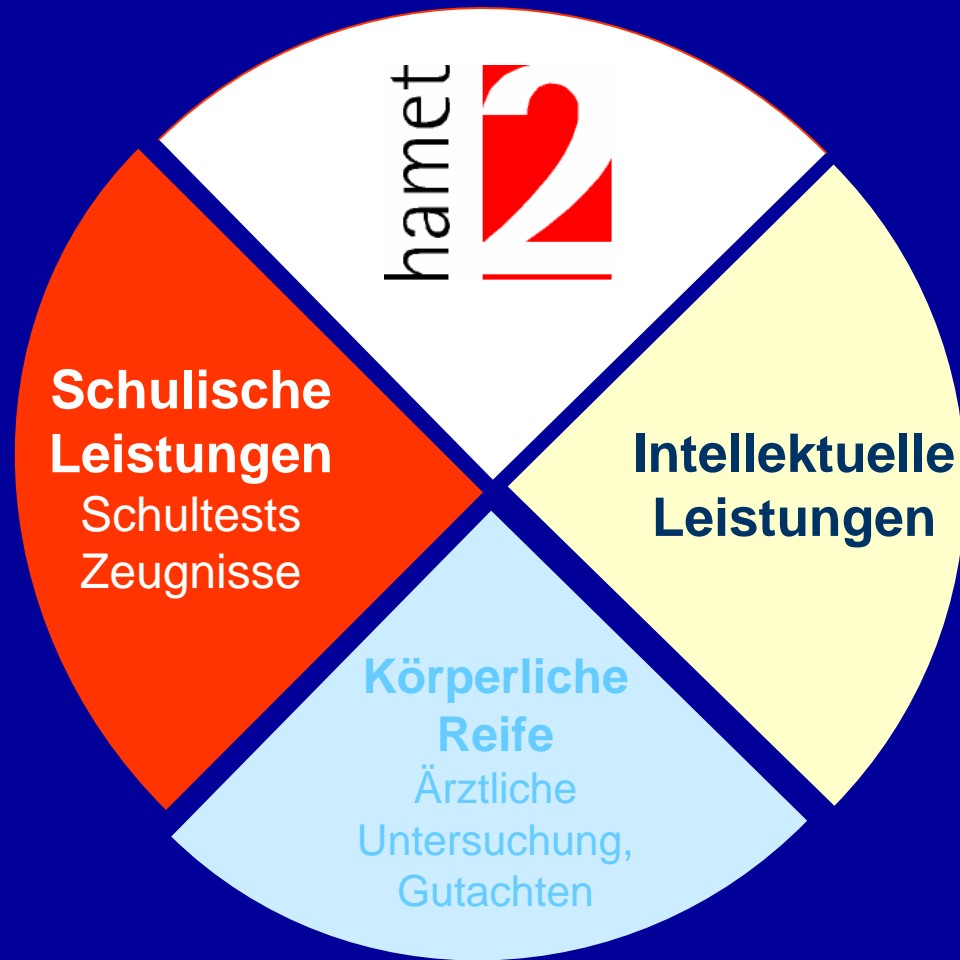 hamet
2
Schulische
Leistungen
Schultests
Zeugnisse
Intellektuelle
Leistungen
Körperliche
Reife
Ärztliche
Untersuchung,
Gutachten